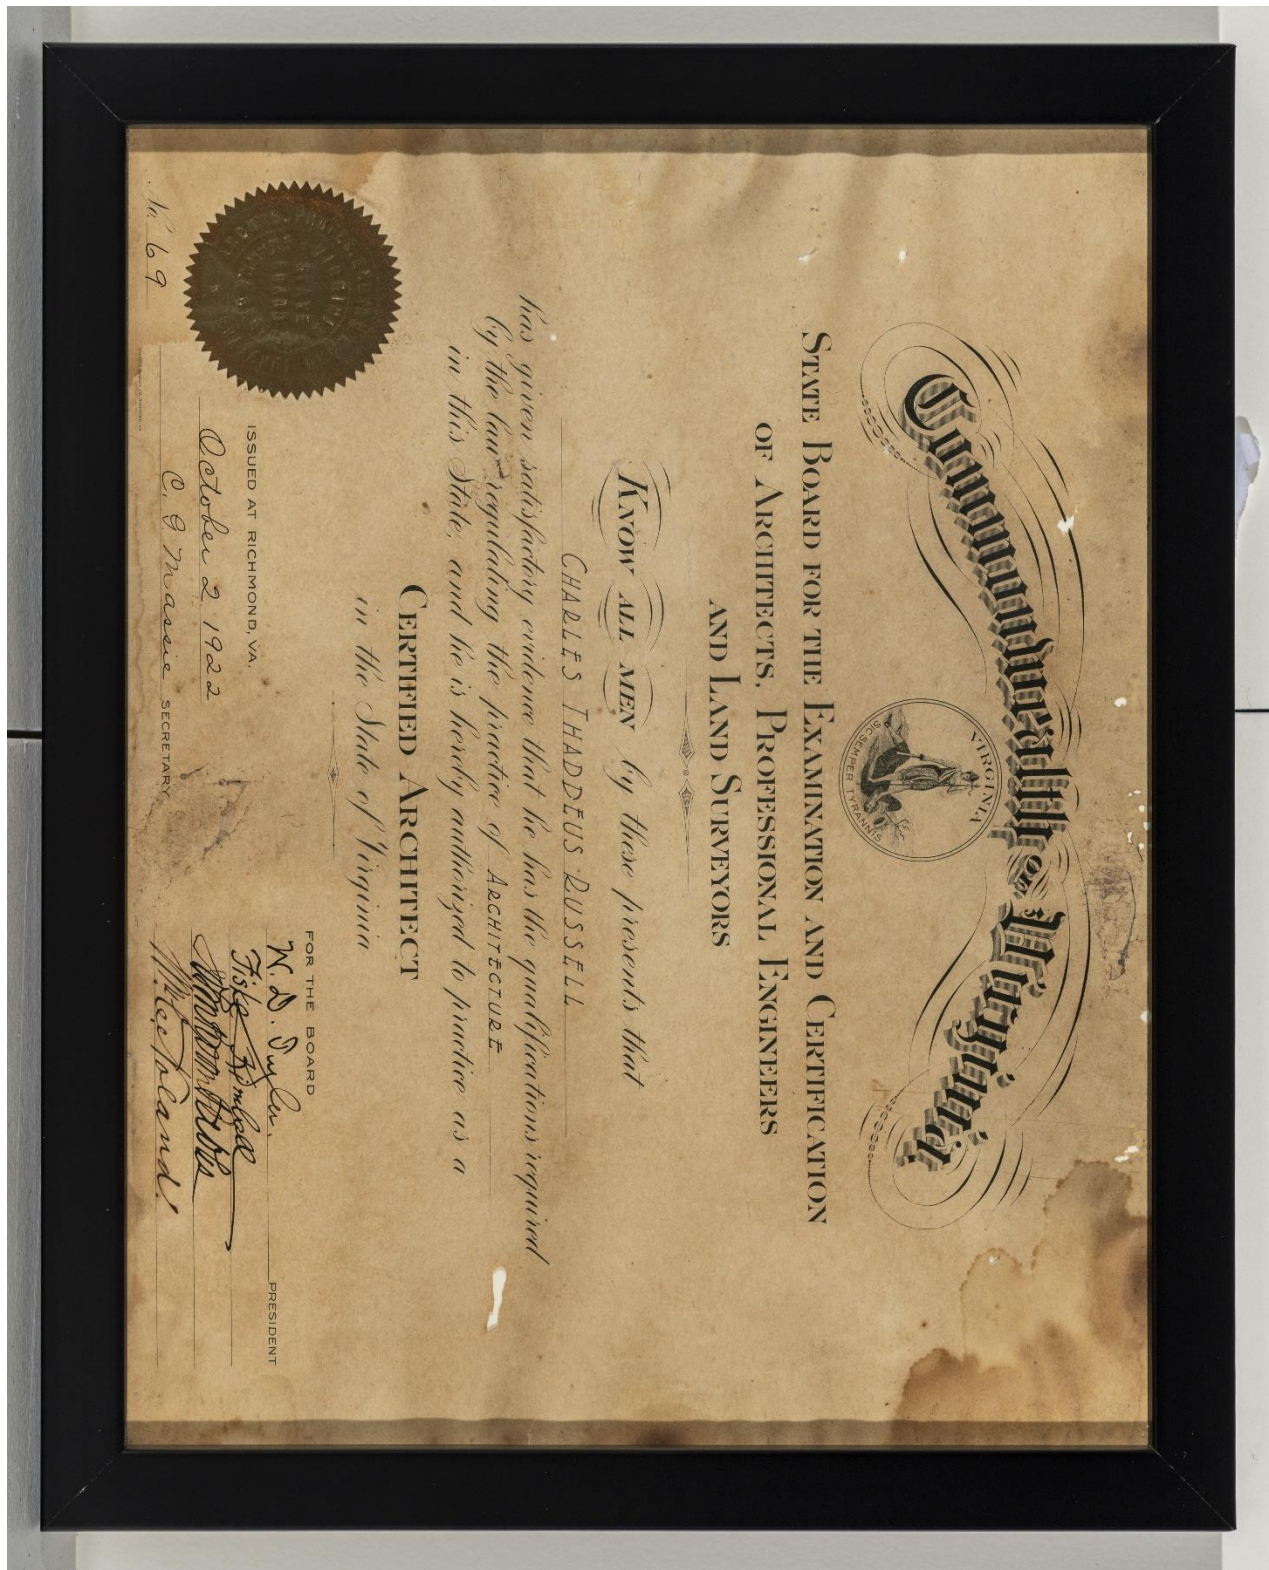 Commonwealth OF Virginia
VIRGINIA
SIC SEMPER TYRANNIS
STATE BOARD FOR THE EXAMINATION AND CERTIFICATION
OF ARCHITECTS, PROFESSIONAL ENGINEERS
AND LAND SURVEYORS
KNOW ALL MEN by these presents that
CHARLES THADDEUS RUSSELL
has given satisfactory evidence that he has the qualifications required
by the law regulating the practice of ARCHITECTURE
in this State, and he is hereby authorized to practice as a
CERTIFIED ARCHITECT
in the State of Virginia
ISSUED AT RICHMOND, VA.
October 2, 1922
C. G Massie SECRETARY
No. 69
FOR THE BOARD
W. D. Tyler. PRESIDENT
Fiske Kimball